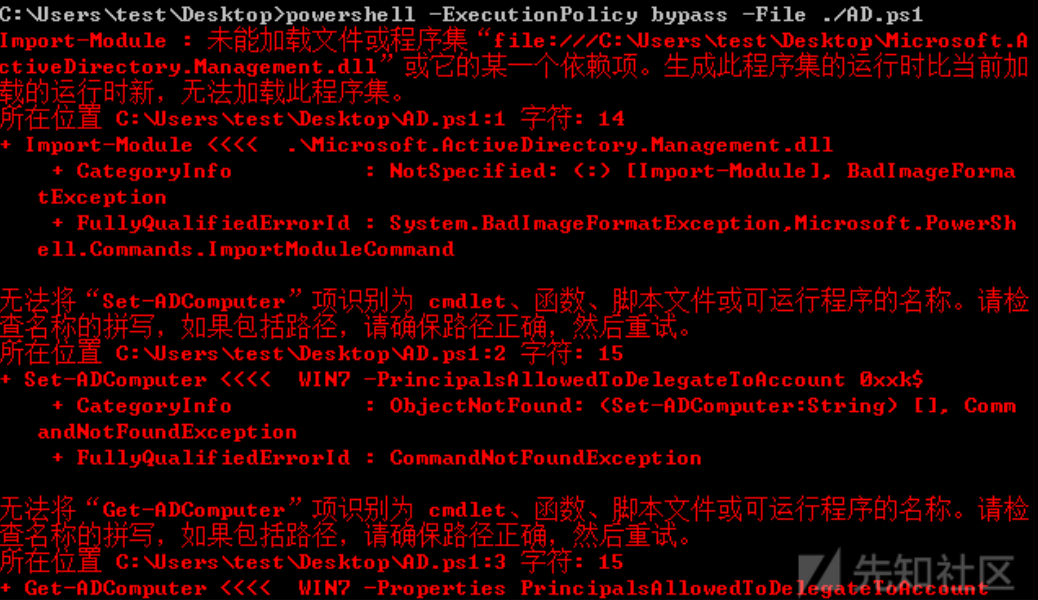 C:\Users\test\Desktop>powershell -ExecutionPolicy bypass -File ./AD.ps1
Import-Module : 未能加载文件或程序集“file:///C:\Users\test\Desktop\Microsoft.A
ctiveDirectory.Management.dll”或它的某一个依赖项。生成此程序集的运行时比当前加
载的运行时新，无法加载此程序集。
所在位置 C:\Users\test\Desktop\AD.ps1:1 字符: 14
+ Import-Module <<<<  .\Microsoft.ActiveDirectory.Management.dll
    + CategoryInfo          : NotSpecified: (:) [Import-Module], BadImageForma
   tException
    + FullyQualifiedErrorId : System.BadImageFormatException,Microsoft.PowerSh
   ell.Commands.ImportModuleCommand
无法将“Set-ADComputer”项识别为 cmdlet、函数、脚本文件或可运行程序的名称。请检
查名称的拼写，如果包括路径，请确保路径正确，然后重试。
所在位置 C:\Users\test\Desktop\AD.ps1:2 字符: 15
+ Set-ADComputer <<<<  WIN7 -PrincipalsAllowedToDelegateToAccount 0xxk$
    + CategoryInfo          : ObjectNotFound: (Set-ADComputer:String) [], Comm
   andNotFoundException
    + FullyQualifiedErrorId : CommandNotFoundException
无法将“Get-ADComputer”项识别为 cmdlet、函数、脚本文件或可运行程序的名称。请检
查名称的拼写，如果包括路径，请确保路径正确，然后重试。
所在位置 C:\Users\test\Desktop\AD.ps1:3 字符: 15
+ Get-ADComputer <<<<  WIN7 -Properties PrincipalsAllowedToDelegateToAccount
先知社区